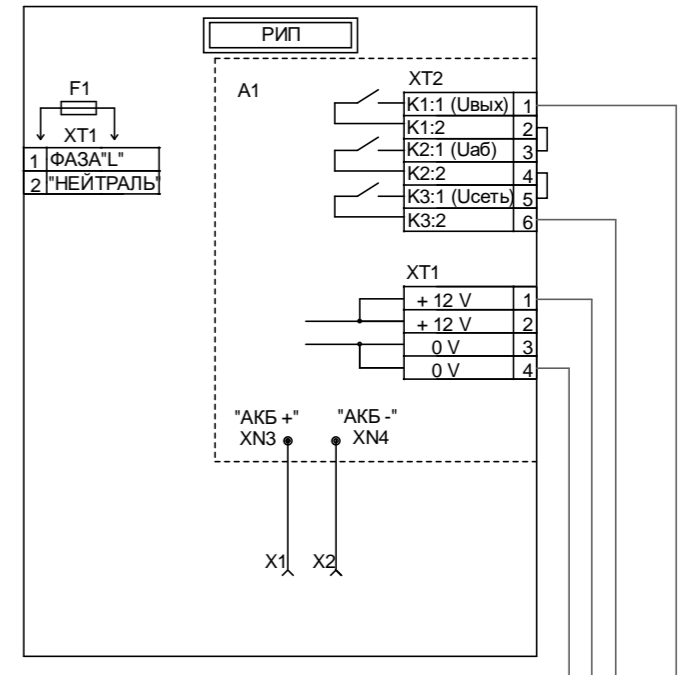 РИП
F1
XT1
1 ФАЗА"L"
2 "НЕЙТРАЛЬ"
A1
XT2
K1:1 (Uвых) 1
K1:2 2
K2:1 (Uаб) 3
K2:2 4
K3:1 (Uсеть) 5
K3:2 6
XT1
+ 12 V 1
+ 12 V 2
0 V 3
0 V 4
"АКБ +" "АКБ -"
XN3 XN4
X1 X2